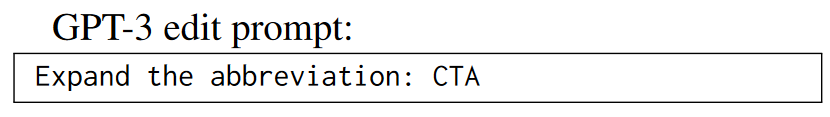 GPT-3 edit prompt:
Expand the abbreviation: CTA